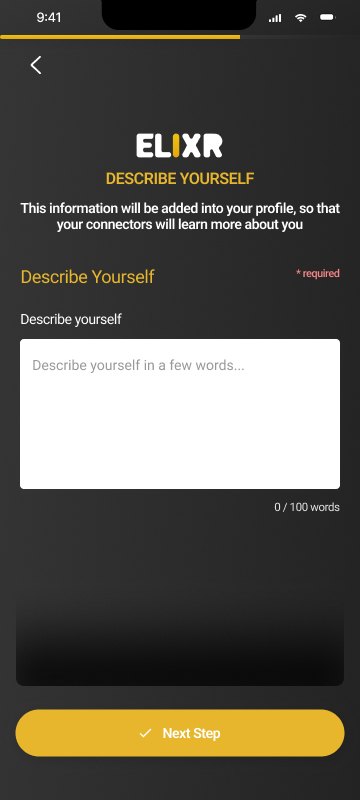 9:41
ELIXR
DESCRIBE YOURSELF
This information will be added into your profile, so that
your connectors will learn more about you
Describe Yourself
* required
Describe yourself
Describe yourself in a few words...
0 / 100 words
Next Step